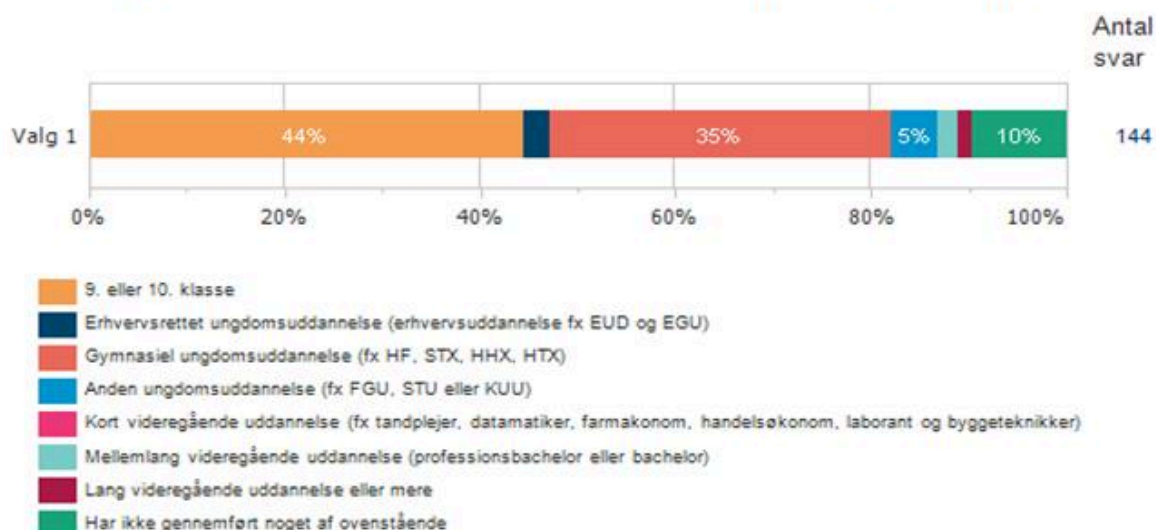 Antal
svar
Valg 1
44%
35%
5%
10%
144
0%
20%
40%
60%
80%
100%
9. eller 10. klasse
Erhvervsrettet ungdomsuddannelse (erhvervsuddannelse fx EUD og EGU)
Gymnasiel ungdomsuddannelse (fx HF, STX, HHX, HTX)
Anden ungdomsuddannelse (fx FGU, STU eller KUU)
Kort videregående uddannelse (fx tandplejer, datamatiker, farmakonom, handelsøkonom, laborant og byggeteknikker)
Mellemlang videregående uddannelse (professionsbachelor eller bachelor)
Lang videregående uddannelse eller mere
Har ikke gennemført noget af ovenstående